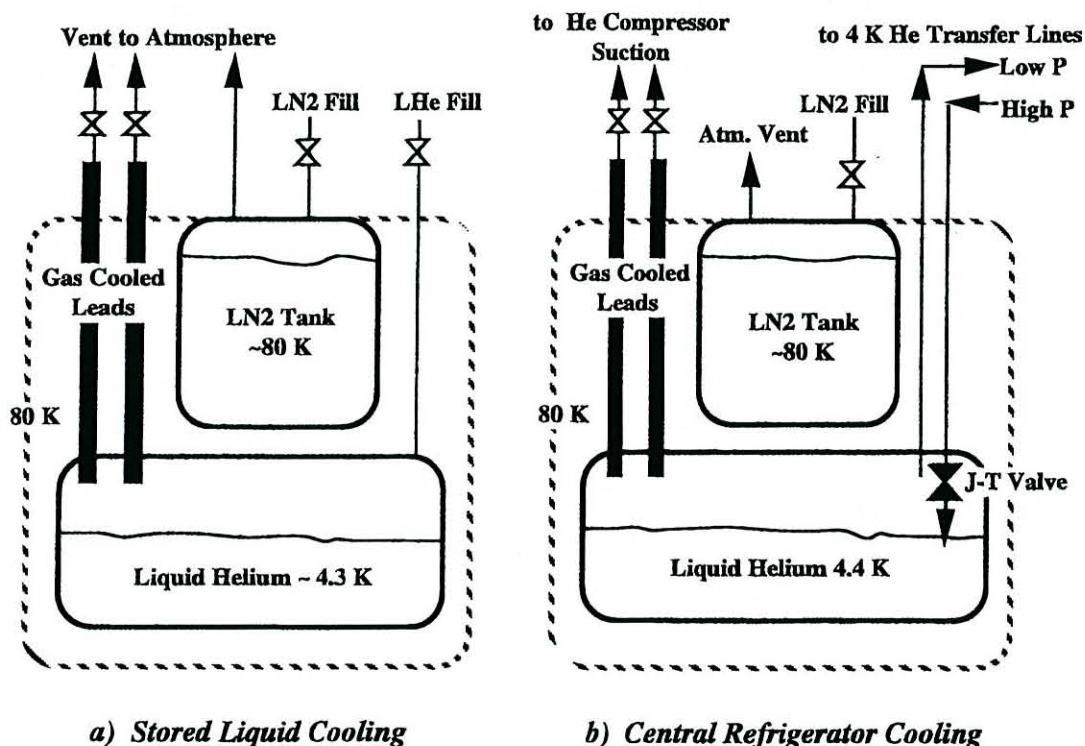 Vent to Atmosphere
LN2 Fill
LHe Fill
Gas Cooled
Leads
LN2 Tank
~80 K
80 K
Liquid Helium ~ 4.3 K
a) Stored Liquid Cooling
to He Compressor
Suction
to 4 K He Transfer Lines
Low P
High P
LN2 Fill
Atm. Vent
Gas Cooled
Leads
LN2 Tank
~80 K
80 K
J-T Valve
Liquid Helium 4.4 K
b) Central Refrigerator Cooling